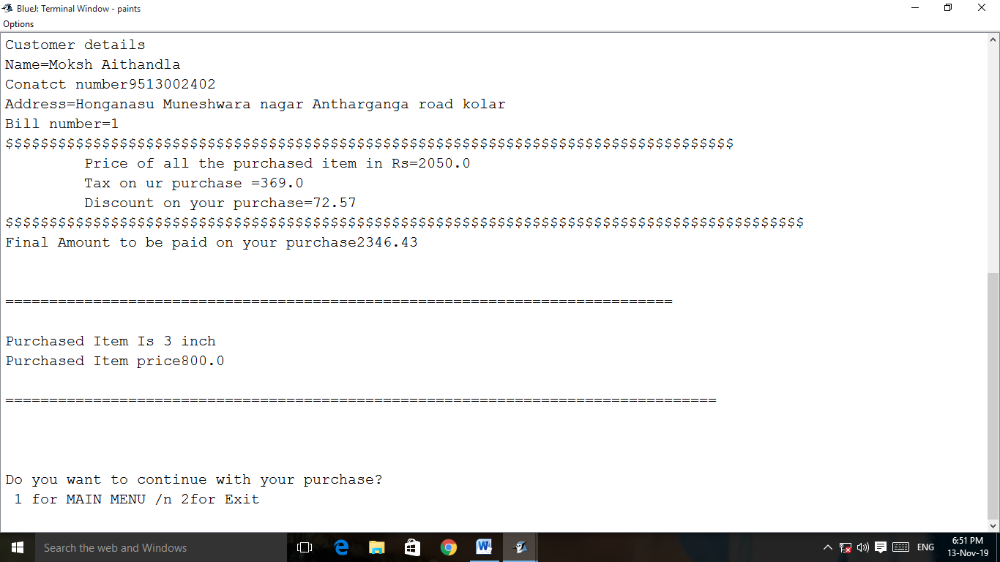 BlueJ: Terminal Window - paints
Options
Customer details
Name=Moksh Aithandla
Conatct number9513002402
Address=Honganasu Muneshwara nagar Antharganga road kolar
Bill number=1
$$$$$$$$$$$$$$$$$$$$$$$$$$$$$$$$$$$$$$$$$$$$$$$$$$$$$$$$$$$$$$$$$$$$$$$$$$$$$$$$$$$
Price of all the purchased item in Rs=2050.0
Tax on ur purchase =369.0
Discount on your purchase=72.57
$$$$$$$$$$$$$$$$$$$$$$$$$$$$$$$$$$$$$$$$$$$$$$$$$$$$$$$$$$$$$$$$$$$$$$$$$$$$$$$$$$$$$$$$$$$
Final Amount to be paid on your purchase2346.43
============================================================================
Purchased Item Is 3 inch
Purchased Item price800.0
=================================================================================
Do you want to continue with your purchase?
1 for MAIN MENU /n 2for Exit
Search the web and Windows
ENG
6:51 PM
13-Nov-19